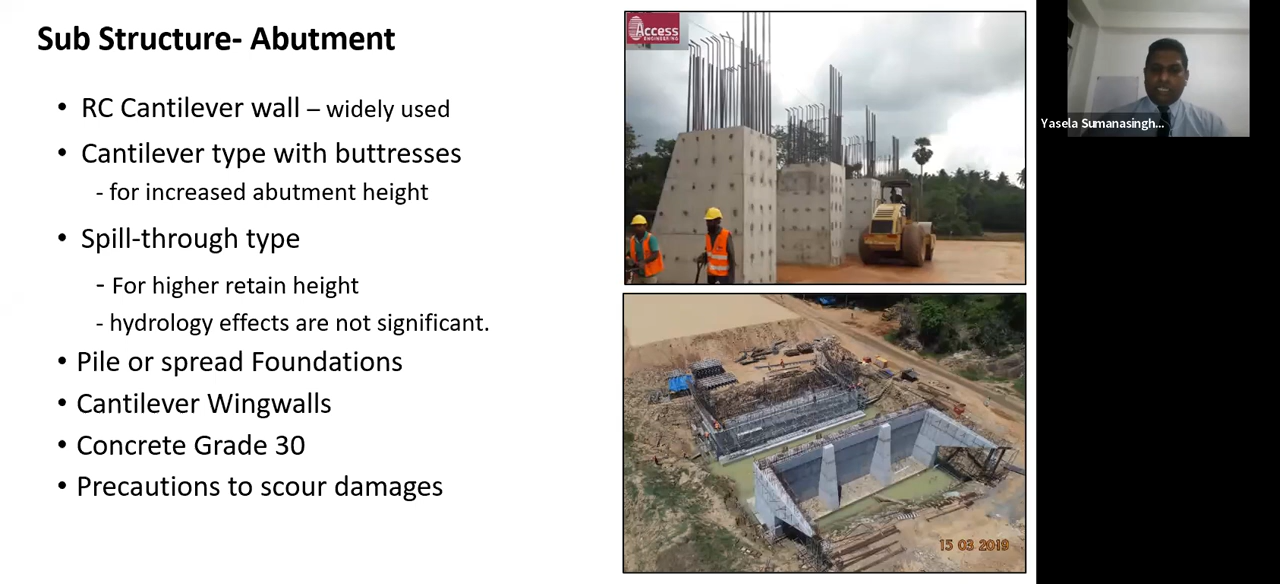 Sub Structure- Abutment
• RC Cantilever wall – widely used
• Cantilever type with buttresses
- for increased abutment height
• Spill-through type
- For higher retain height
- hydrology effects are not significant.
• Pile or spread Foundations
• Cantilever Wingwalls
• Concrete Grade 30
• Precautions to scour damages
Access
ENGINEERING
15 03 2019
Yasela Sumanasingh...